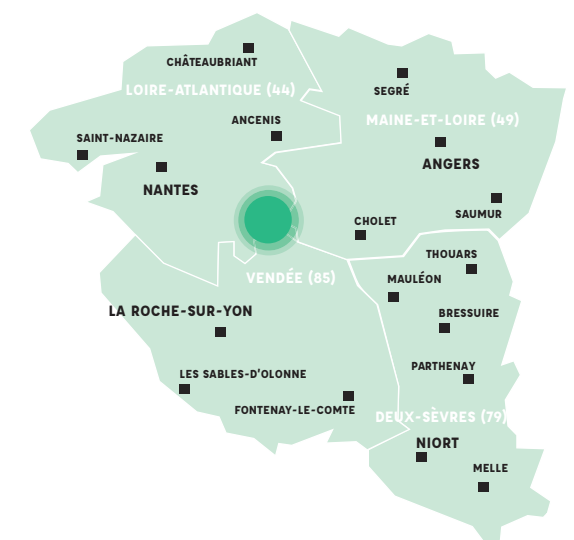 CHÂTEAUBRIANT
LOIRE-ATLANTIQUE (44)
SEGRÉ
ANCENIS
MAINE-ET-LOIRE (49)
SAINT-NAZAIRE
ANGERS
NANTES
SAUMUR
CHOLET
THOUARS
VENDÉE (85)
MAULÉON
LA ROCHE-SUR-YON
BRESSUIRE
PARTHENAY
LES SABLES-D'OLONNE
FONTENAY-LE-COMTE
DEUX-SÈVRES (79)
NIORT
MELLE